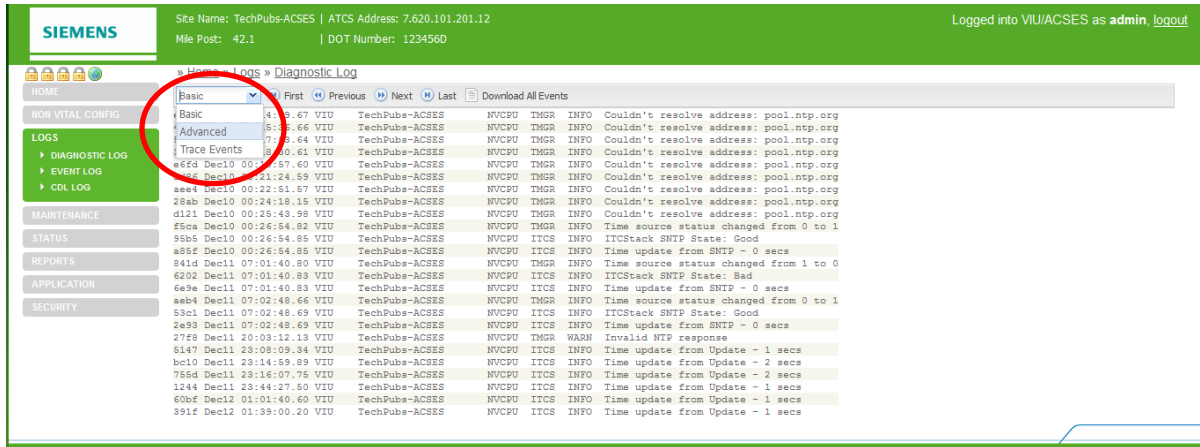 SIEMENS
Site Name: TechPubs-ACSES | ATCS Address: 7.620.101.201.12
Mile Post: 42.1 | DOT Number: 123456D
Logged into VIU/ACSES as admin, logout
» Home » Logs » Diagnostic Log
HOME
NON VITAL CONFIG
LOGS
DIAGNOSTIC LOG
EVENT LOG
CDL LOG
MAINTENANCE
STATUS
REPORTS
APPLICATION
SECURITY
Basic First Previous Next Last Download All Events
Basic
Advanced
Trace Events
.67 VIU TechPubs-ACSES NVCPU TMGR INFO Couldn't resolve address: pool.ntp.org
.66 VIU TechPubs-ACSES NVCPU TMGR INFO Couldn't resolve address: pool.ntp.org
.64 VIU TechPubs-ACSES NVCPU TMGR INFO Couldn't resolve address: pool.ntp.org
.61 VIU TechPubs-ACSES NVCPU TMGR INFO Couldn't resolve address: pool.ntp.org
e6fd Dec10 57.60 VIU TechPubs-ACSES NVCPU TMGR INFO Couldn't resolve address: pool.ntp.org
Dec10 21:24.59 VIU TechPubs-ACSES NVCPU TMGR INFO Couldn't resolve address: pool.ntp.org
aee4 Dec10 00:22:51.57 VIU TechPubs-ACSES NVCPU TMGR INFO Couldn't resolve address: pool.ntp.org
28ab Dec10 00:24:18.15 VIU TechPubs-ACSES NVCPU TMGR INFO Couldn't resolve address: pool.ntp.org
d121 Dec10 00:25:43.98 VIU TechPubs-ACSES NVCPU TMGR INFO Couldn't resolve address: pool.ntp.org
f5ca Dec10 00:26:54.82 VIU TechPubs-ACSES NVCPU TMGR INFO Time source status changed from 0 to 1
95b5 Dec10 00:26:54.85 VIU TechPubs-ACSES NVCPU ITCS INFO ITCStack SNTP State: Good
a85f Dec10 00:26:54.85 VIU TechPubs-ACSES NVCPU ITCS INFO Time update from SNTP - 0 secs
841d Dec11 07:01:40.80 VIU TechPubs-ACSES NVCPU TMGR INFO Time source status changed from 1 to 0
6202 Dec11 07:01:40.83 VIU TechPubs-ACSES NVCPU ITCS INFO ITCStack SNTP State: Bad
6e9e Dec11 07:01:40.83 VIU TechPubs-ACSES NVCPU ITCS INFO Time update from SNTP - 0 secs
aeb4 Dec11 07:02:48.66 VIU TechPubs-ACSES NVCPU TMGR INFO Time source status changed from 0 to 1
53c1 Dec11 07:02:48.69 VIU TechPubs-ACSES NVCPU ITCS INFO ITCStack SNTP State: Good
2e93 Dec11 07:02:48.69 VIU TechPubs-ACSES NVCPU ITCS INFO Time update from SNTP - 0 secs
27f8 Dec11 20:03:12.13 VIU TechPubs-ACSES NVCPU TMGR WARN Invalid NTP response
5147 Dec11 23:08:09.34 VIU TechPubs-ACSES NVCPU ITCS INFO Time update from Update - 1 secs
bc10 Dec11 23:14:59.89 VIU TechPubs-ACSES NVCPU ITCS INFO Time update from Update - 2 secs
755d Dec11 23:16:07.75 VIU TechPubs-ACSES NVCPU ITCS INFO Time update from Update - 2 secs
1244 Dec11 23:44:27.50 VIU TechPubs-ACSES NVCPU ITCS INFO Time update from Update - 1 secs
60bf Dec12 01:01:40.60 VIU TechPubs-ACSES NVCPU ITCS INFO Time update from Update - 1 secs
391f Dec12 01:39:00.20 VIU TechPubs-ACSES NVCPU ITCS INFO Time update from Update - 1 secs